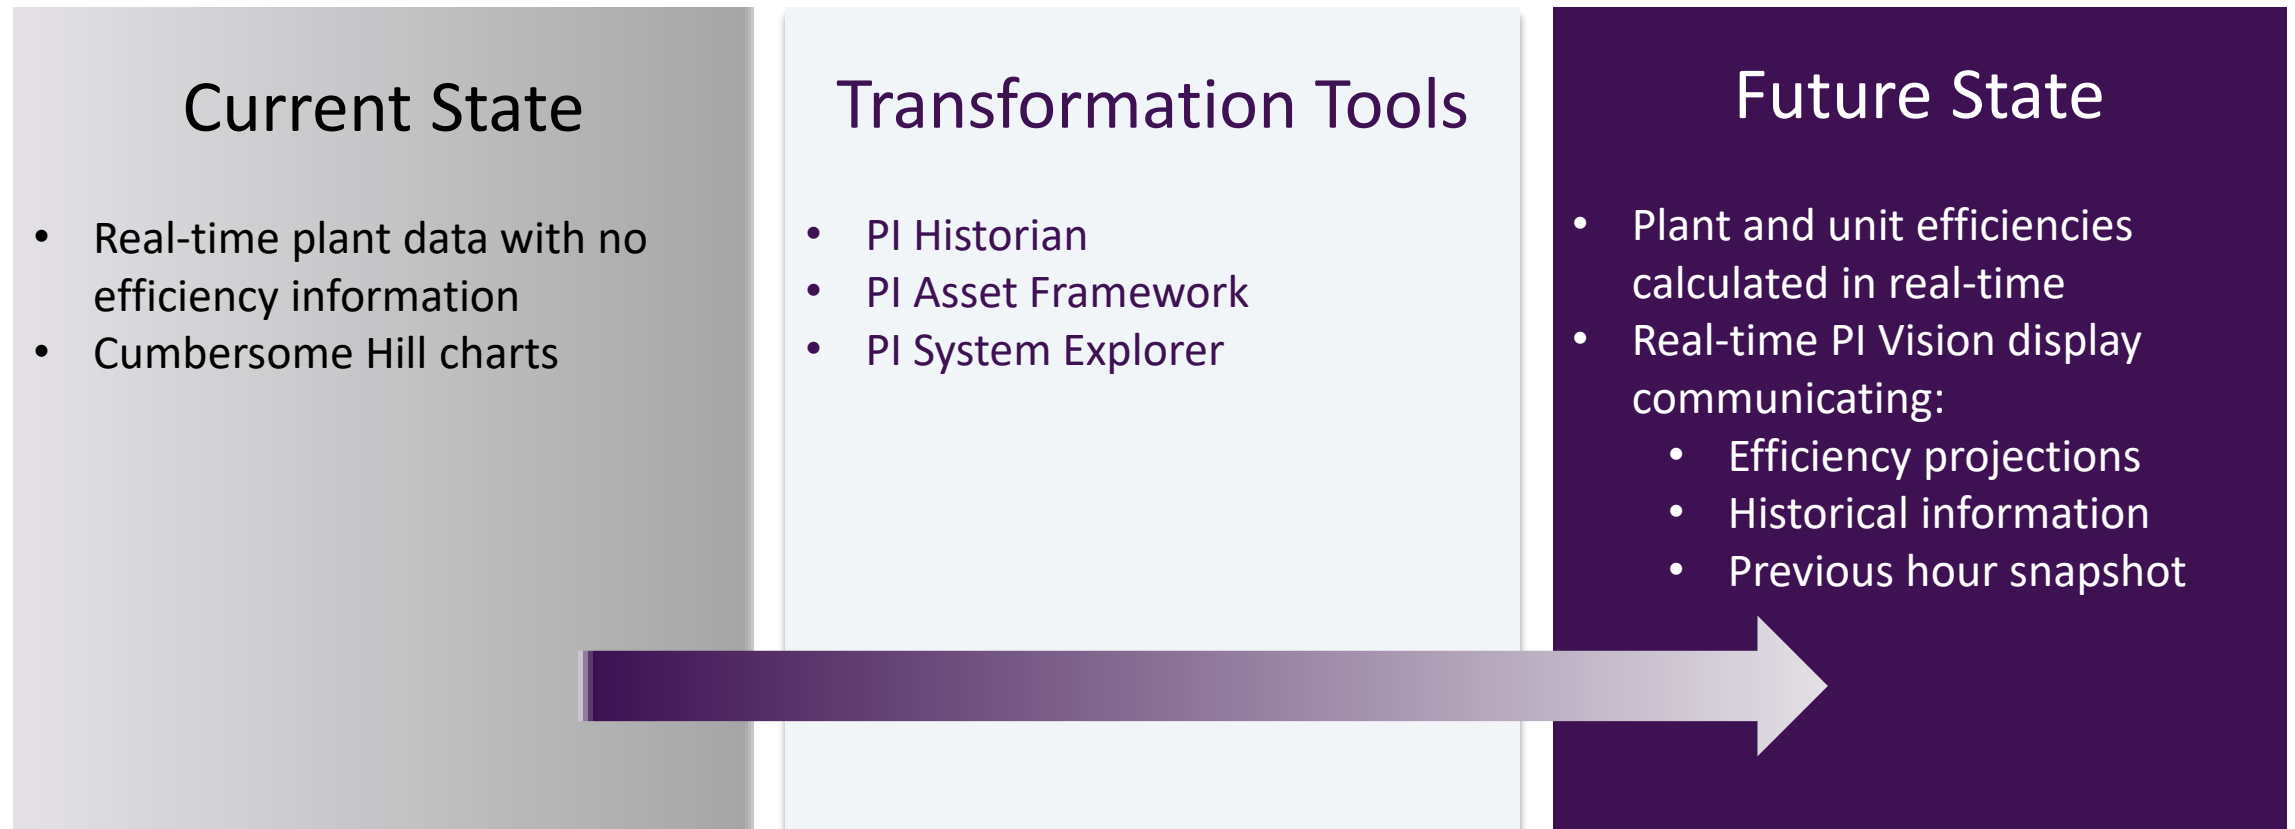 Current State
• Real-time plant data with no
efficiency information
• Cumbersome Hill charts
Transformation Tools
• PI Historian
• PI Asset Framework
• PI System Explorer
Future State
• Plant and unit efficiencies
calculated in real-time
• Real-time PI Vision display
communicating:
• Efficiency projections
• Historical information
• Previous hour snapshot